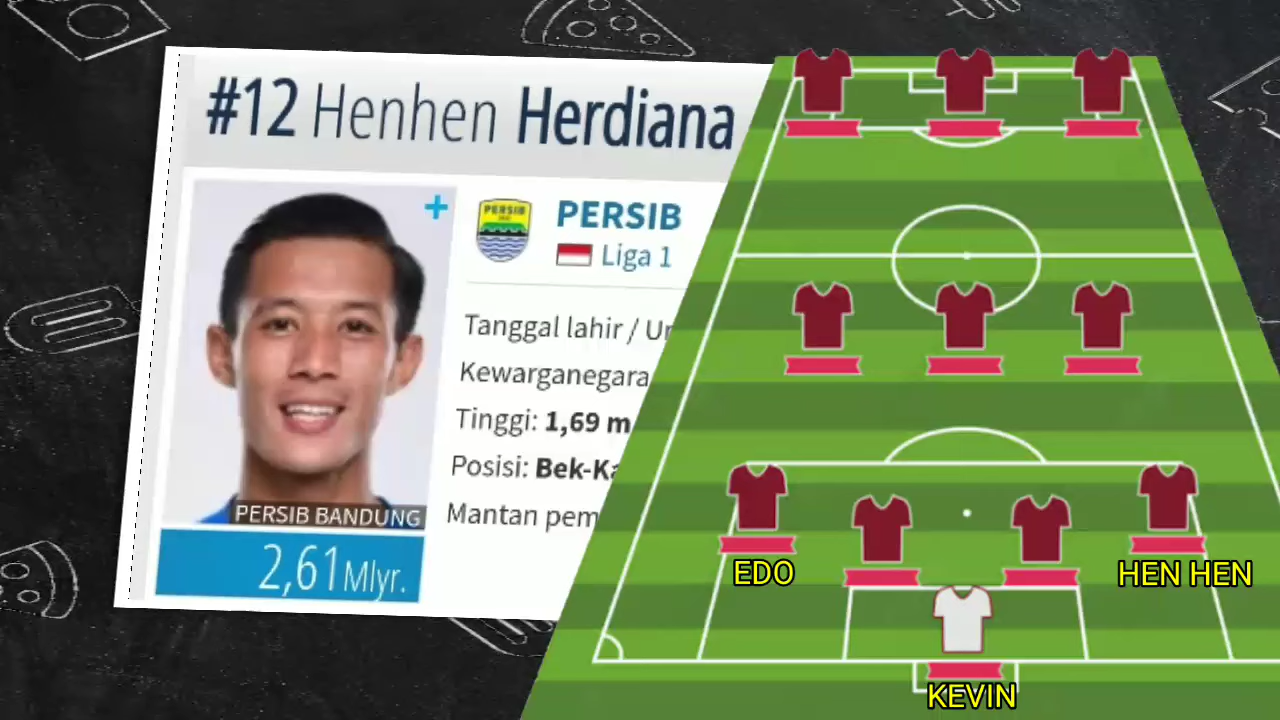 #12 Henhen Herdiana
PERSIB
PERSIB
Liga 1
Tanggal lahir /
Kewarganegara
Tinggi: 1,69 m
Posisi: Bek-Ka
Mantan pem
PERSIB BANDUNG
2,61 Mlyr.
EDO
HEN HEN
KEVIN